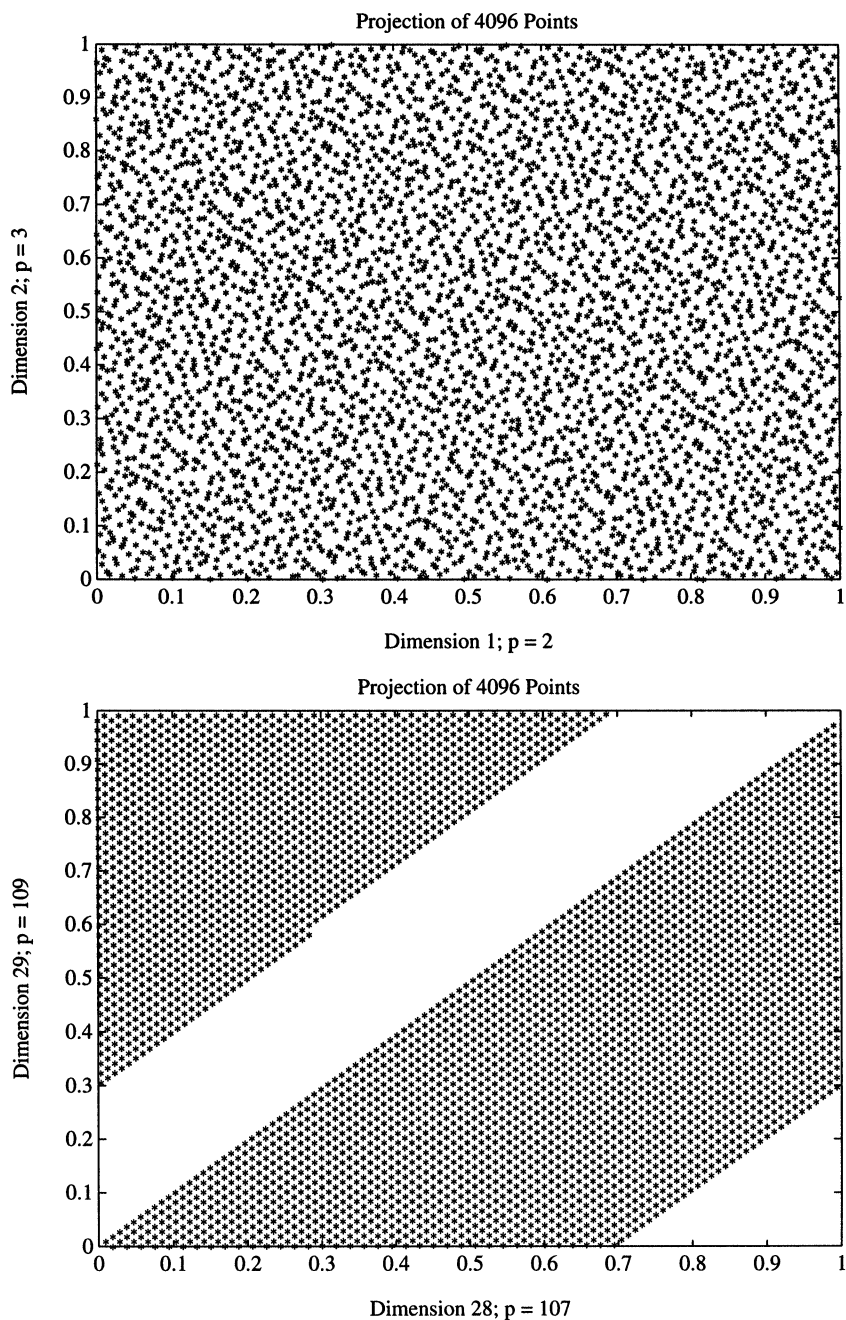 Projection of 4096 Points
1
0.9
0.8
0.7
0.6
0.5
0.4
0.3
0.2
0.1
0
Dimension 2; p = 3
0 0.1 0.2 0.3 0.4 0.5 0.6 0.7 0.8 0.9 1
Dimension 1; p = 2
Projection of 4096 Points
1
0.9
0.8
0.7
0.6
0.5
0.4
0.3
0.2
0.1
0
Dimension 29; p = 109
0 0.1 0.2 0.3 0.4 0.5 0.6 0.7 0.8 0.9 1
Dimension 28; p = 107